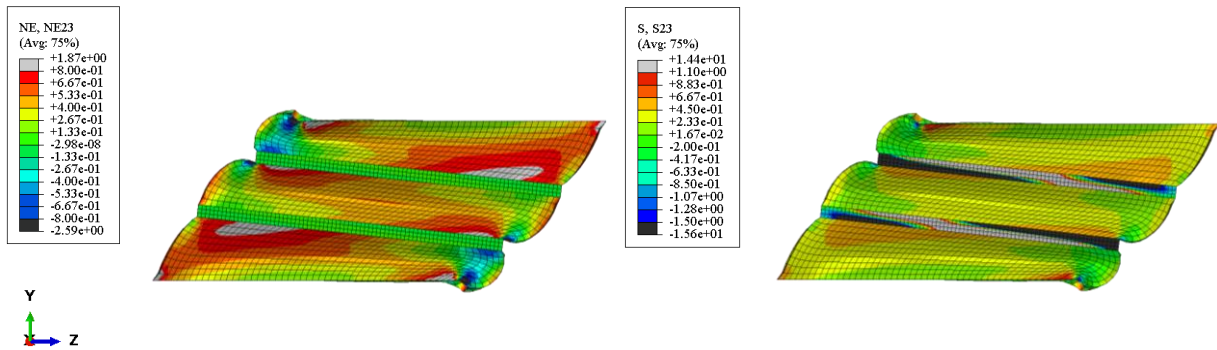 NE, NE23
(Avg: 75%)
+1.87e+00
+8.00e-01
+6.67e-01
+5.33e-01
+4.00e-01
+2.67e-01
+1.33e-01
-2.98e-08
-1.33e-01
-2.67e-01
-4.00e-01
-5.33e-01
-6.67e-01
-8.00e-01
-2.59e+00
S, S23
(Avg: 75%)
+1.44e+01
+1.10e+00
+8.83e-01
+6.67e-01
+4.50e-01
+2.33e-01
+1.67e-02
-2.00e-01
-4.17e-01
-6.33e-01
-8.50e-01
-1.07e+00
-1.28e+00
-1.50e+00
-1.56e+01
Y
X
Z